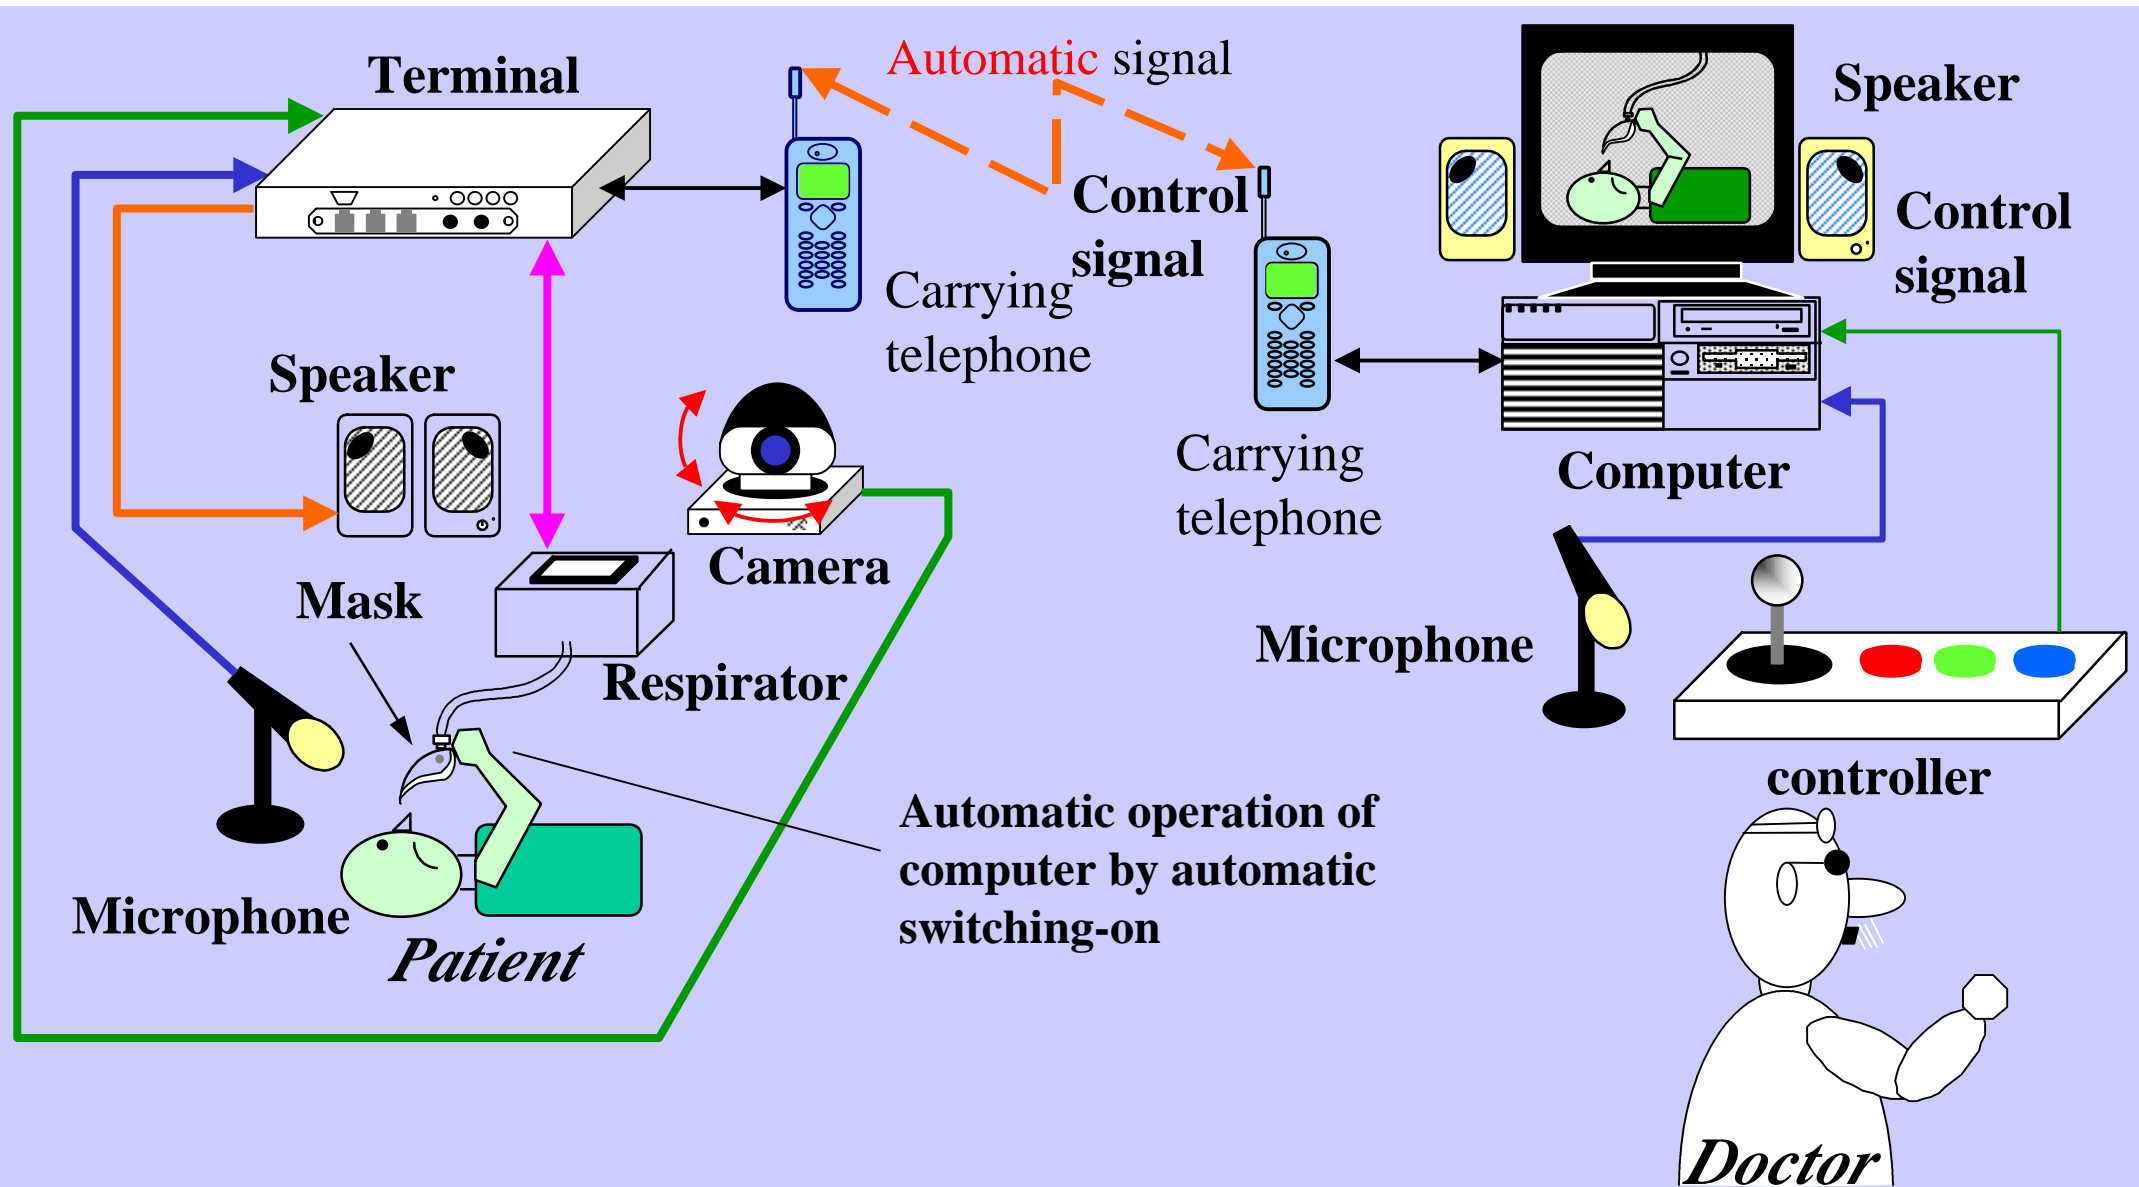 Terminal
Automatic signal
Speaker
Control
signal
Control
signal
Carrying
telephone
Speaker
Carrying
telephone
Computer
Camera
Mask
Microphone
Respirator
controller
Automatic operation of
computer by automatic
switching-on
Microphone
Patient
Doctor